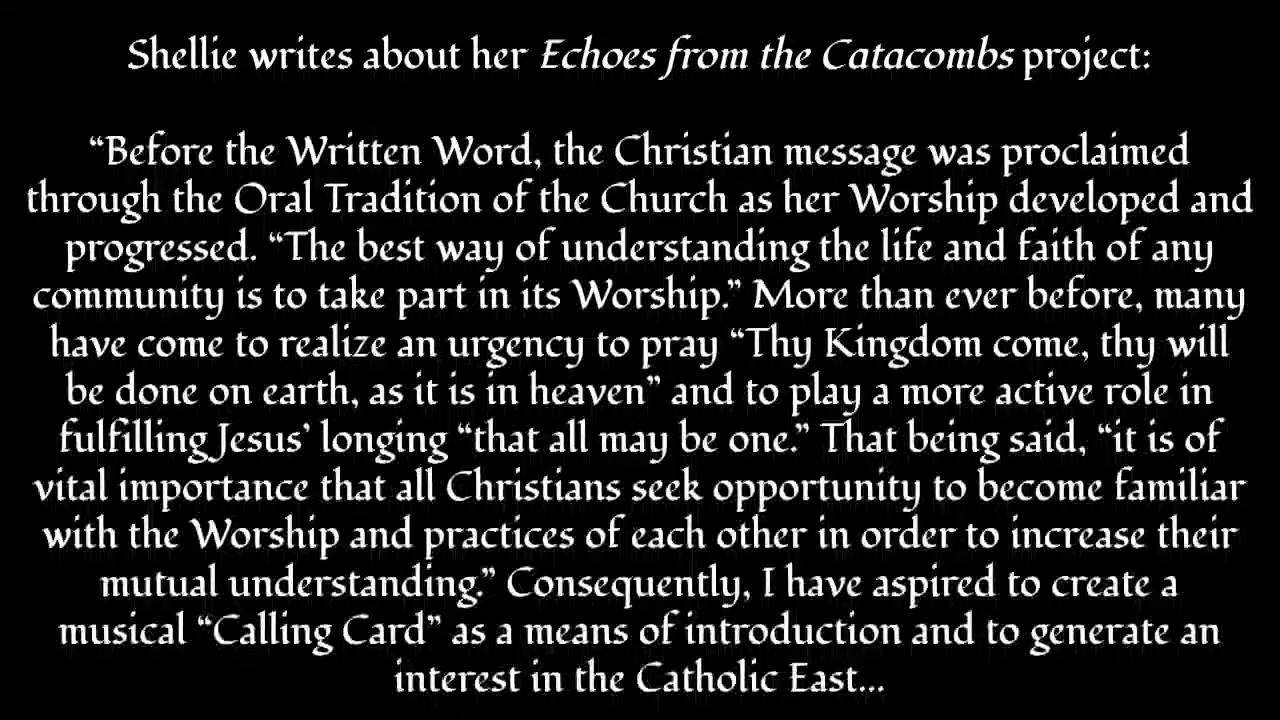 Shellie writes about her Echoes from the Catacombs project:
“Before the Written Word, the Christian message was proclaimed
through the Oral Tradition of the Church as her Worship developed and
progressed. “The best way of understanding the life and faith of any
community is to take part in its Worship.” More than ever before, many
have come to realize an urgency to pray “Thy Kingdom come, thy will
be done on earth, as it is in heaven” and to play a more active role in
fulfilling Jesus’ longing “that all may be one.” That being said, “it is of
vital importance that all Christians seek opportunity to become familiar
with the Worship and practices of each other in order to increase their
mutual understanding.” Consequently, I have aspired to create a
musical “Calling Card” as a means of introduction and to generate an
interest in the Catholic East...